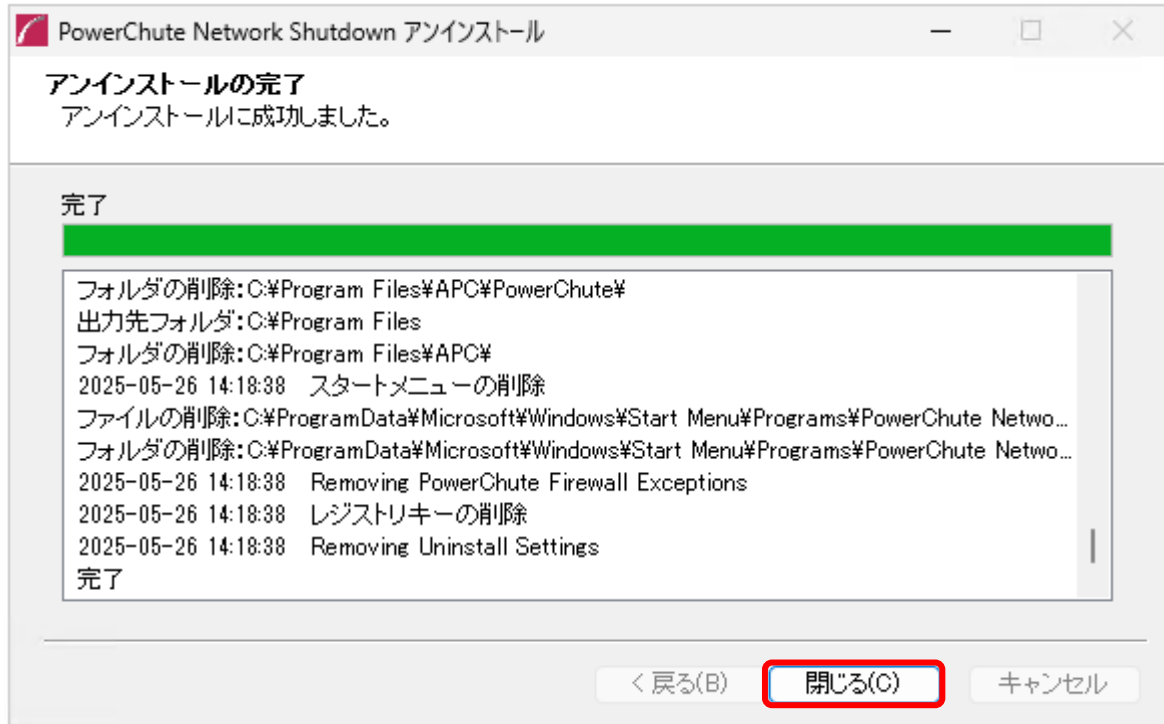 PowerChute Network Shutdown アンインストール
アンインストールの完了
アンインストールに成功しました。
完了
フォルダの削除:C:¥Program Files¥APC¥PowerChute¥
出力先フォルダ:C:¥Program Files
フォルダの削除:C:¥Program Files¥APC¥
2025-05-26 14:18:38 スタートメニューの削除
ファイルの削除:C:¥ProgramData¥Microsoft¥Windows¥Start Menu¥Programs¥PowerChute Netwo...
フォルダの削除:C:¥ProgramData¥Microsoft¥Windows¥Start Menu¥Programs¥PowerChute Netwo...
2025-05-26 14:18:38 Removing PowerChute Firewall Exceptions
2025-05-26 14:18:38 レジストリキーの削除
2025-05-26 14:18:38 Removing Uninstall Settings
完了
< 戻る(B) 閉じる(C) キャンセル